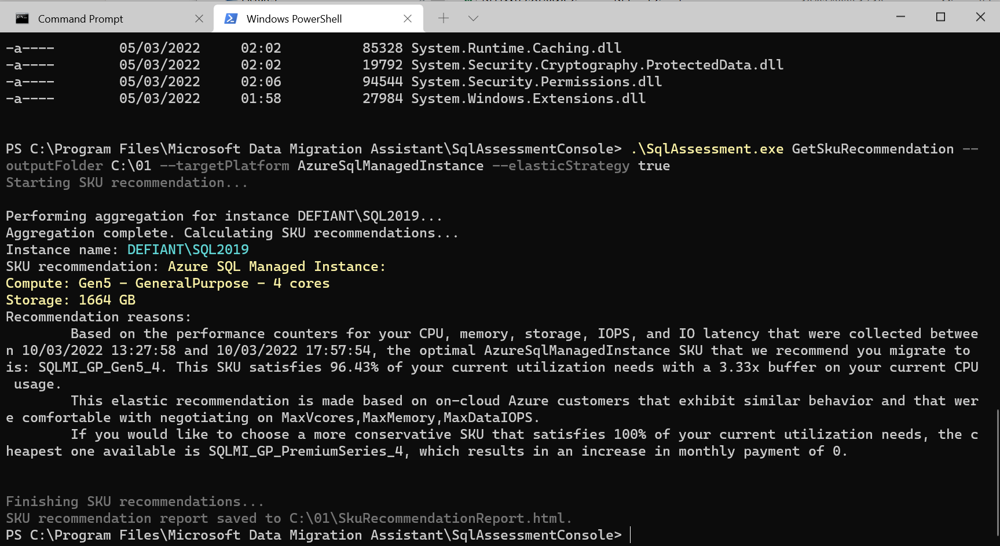 Command Prompt
Windows PowerShell
-a---- 05/03/2022 02:02 85328 System.Runtime.Caching.dll
-a---- 05/03/2022 02:02 19792 System.Security.Cryptography.ProtectedData.dll
-a---- 05/03/2022 02:06 94544 System.Security.Permissions.dll
-a---- 05/03/2022 01:58 27984 System.Windows.Extensions.dll
PS C:\Program Files\Microsoft Data Migration Assistant\SqlAssessmentConsole> .\SqlAssessment.exe GetSkuRecommendation --
outputFolder C:\01 --targetPlatform AzureSqlManagedInstance --elasticStrategy true
Starting SKU recommendation...
Performing aggregation for instance DEFIANT\SQL2019...
Aggregation complete. Calculating SKU recommendations...
Instance name: DEFIANT\SQL2019
SKU recommendation: Azure SQL Managed Instance:
Compute: Gen5 - GeneralPurpose - 4 cores
Storage: 1664 GB
Recommendation reasons:
Based on the performance counters for your CPU, memory, storage, IOPS, and IO latency that were collected betwee
n 10/03/2022 13:27:58 and 10/03/2022 17:57:54, the optimal AzureSqlManagedInstance SKU that we recommend you migrate to
is: SQLMI_GP_Gen5_4. This SKU satisfies 96.43% of your current utilization needs with a 3.33x buffer on your current CPU
usage.
This elastic recommendation is made based on on-cloud Azure customers that exhibit similar behavior and that wer
e comfortable with negotiating on MaxVcores,MaxMemory,MaxDataIOPS.
If you would like to choose a more conservative SKU that satisfies 100% of your current utilization needs, the c
heapest one available is SQLMI_GP_PremiumSeries_4, which results in an increase in monthly payment of 0.
Finishing SKU recommendations...
SKU recommendation report saved to C:\01\SkuRecommendationReport.html.
PS C:\Program Files\Microsoft Data Migration Assistant\SqlAssessmentConsole>